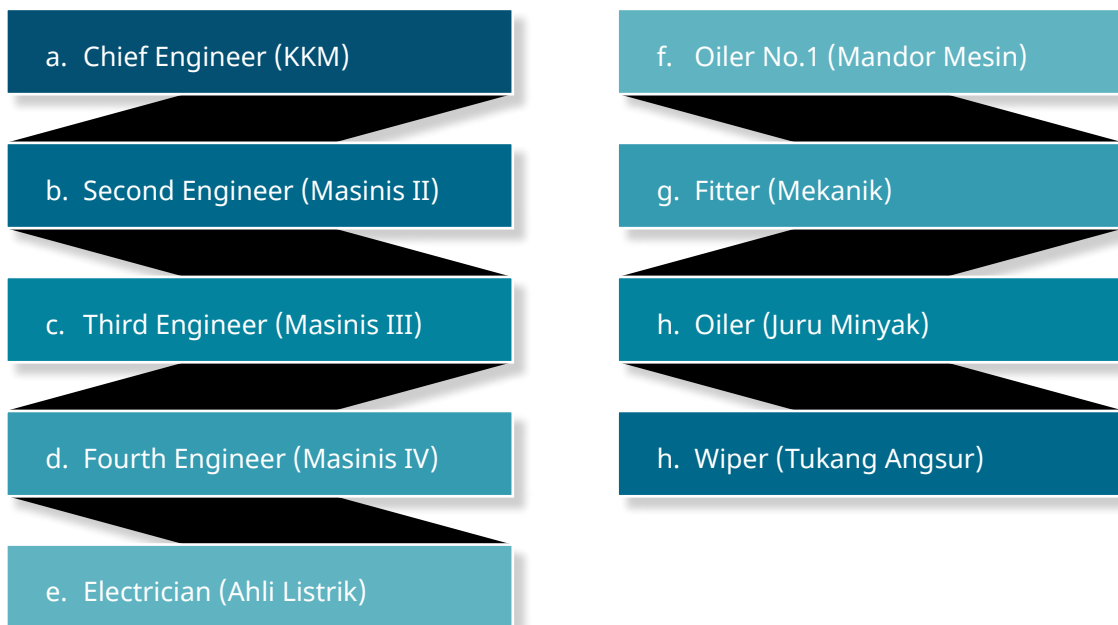 a. Chief Engineer (KKM)
b. Second Engineer (Masinis II)
c. Third Engineer (Masinis III)
d. Fourth Engineer (Masinis IV)
e. Electrician (Ahli Listrik)
f. Oiler No.1 (Mandor Mesin)
g. Fitter (Mekanik)
h. Oiler (Juru Minyak)
h. Wiper (Tukang Angsur)